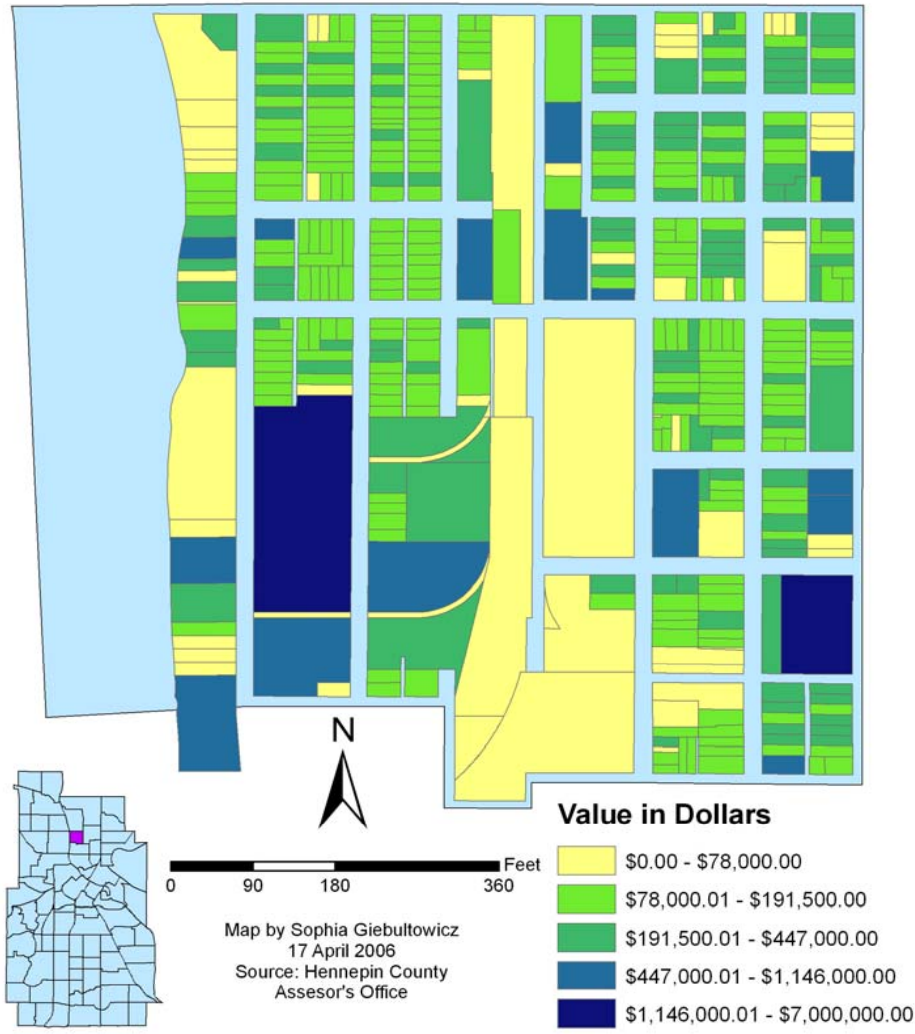 N
Feet
0 90 180 360
Map by Sophia Giebultowicz
17 April 2006
Source: Hennepin County
Assesor's Office
Value in Dollars
$0.00 - $78,000.00
$78,000.01 - $191,500.00
$191,500.01 - $447,000.00
$447,000.01 - $1,146,000.00
$1,146,000.01 - $7,000,000.00